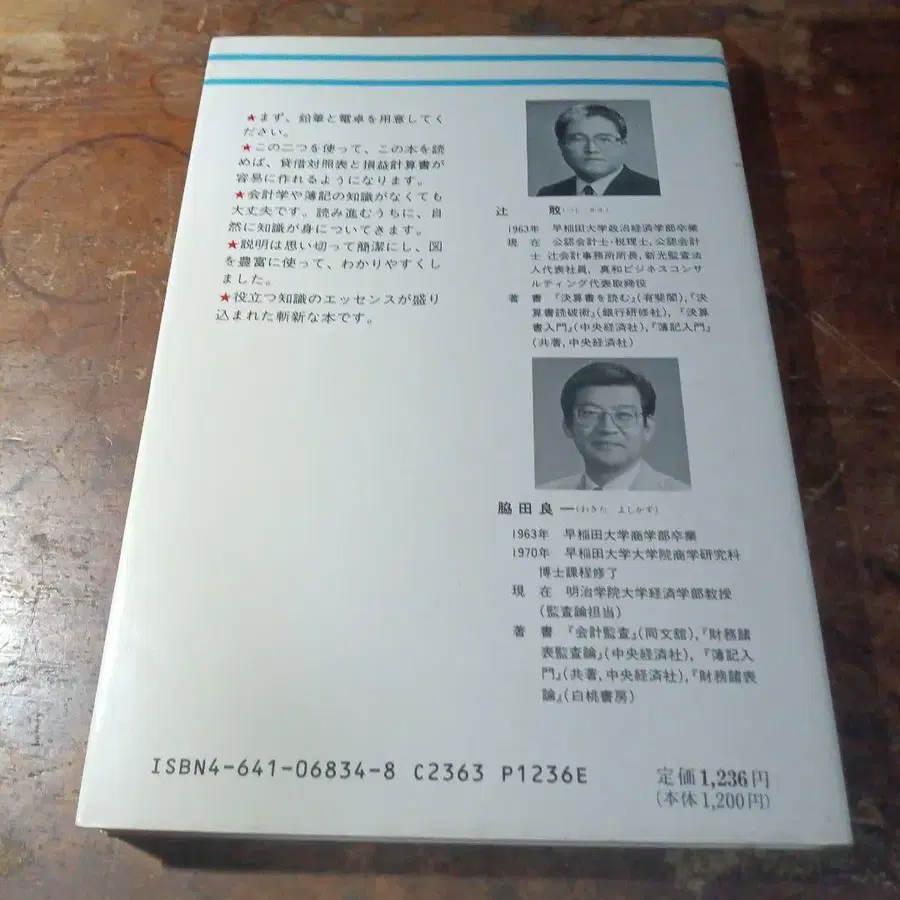 ★まず、鉛筆と電卓を用意してく
ださい。
★この二つを使って、この本を読
めば、貸借対照表と損益計算書が
容易に作れるようになります。
★会計学や簿記の知識がなくても
大丈夫です。読み進むうちに、自
然に知識が身についてきます。
★説明は思い切って簡潔にし、図
を豊富に使って、わかりやすくし
ました。
★役立つ知識のエッセンスが盛り
込まれた斬新な本です。
辻 敢
1963年 早稲田大学政治経済学部卒業
現 在 公認会計士・税理士,公認会計
士 辻会計事務所所長,新光監査法
人代表社員, 真和ビジネスコンサ
ルティング代表取締役
著 書 『決算書を読む』(有斐閣),『決
算書読破術』(銀行研修社), 『決算
書入門』(中央経済社),『簿記入門』
(共著,中央経済社)
脇田良一(わきた よしかず)
1963年 早稲田大学商学部卒業
1970年 早稲田大学大学院商学研究科
博士課程修了
現 在 明治学院大学経済学部教授
(監査論担当)
著 書 『会計監査』(同文舘),『財務諸
表監査論』(中央経済社), 『簿記入
門』(共著,中央経済社),『財務諸表
論』(白桃書房)
ISBN4-641-06834-8 C2363 P1236E
定価1,236円
(本体1,200円)